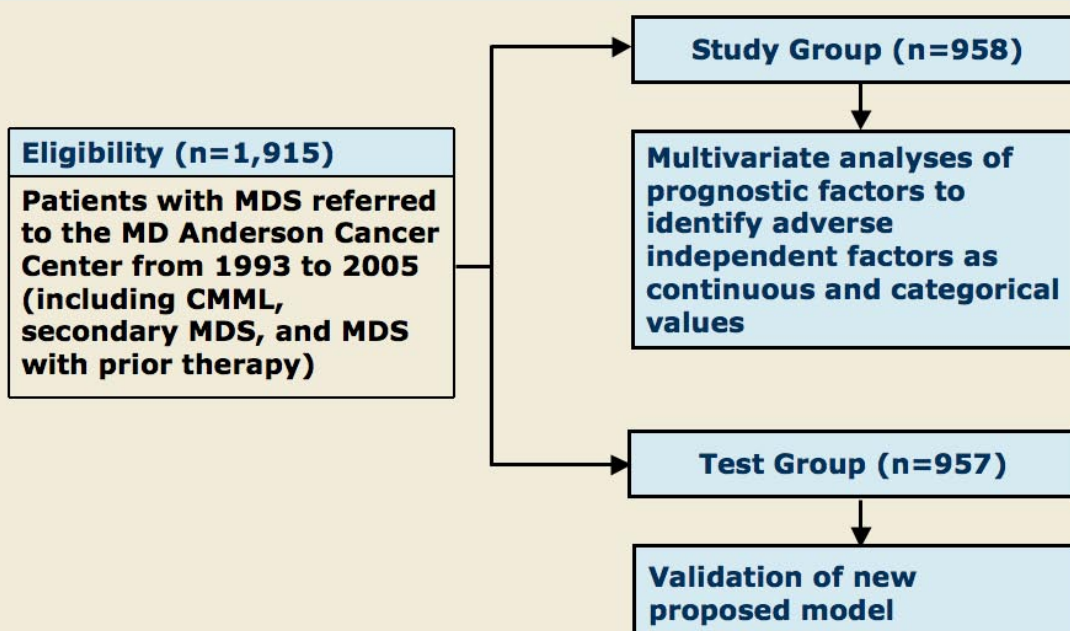 Study Group (n=958)
Eligibility (n=1,915)
Patients with MDS referred
to the MD Anderson Cancer
Center from 1993 to 2005
(including CMML,
secondary MDS, and MDS
with prior therapy)
Multivariate analyses of
prognostic factors to
identify adverse
independent factors as
continuous and categorical
values
Test Group (n=957)
Validation of new
proposed model